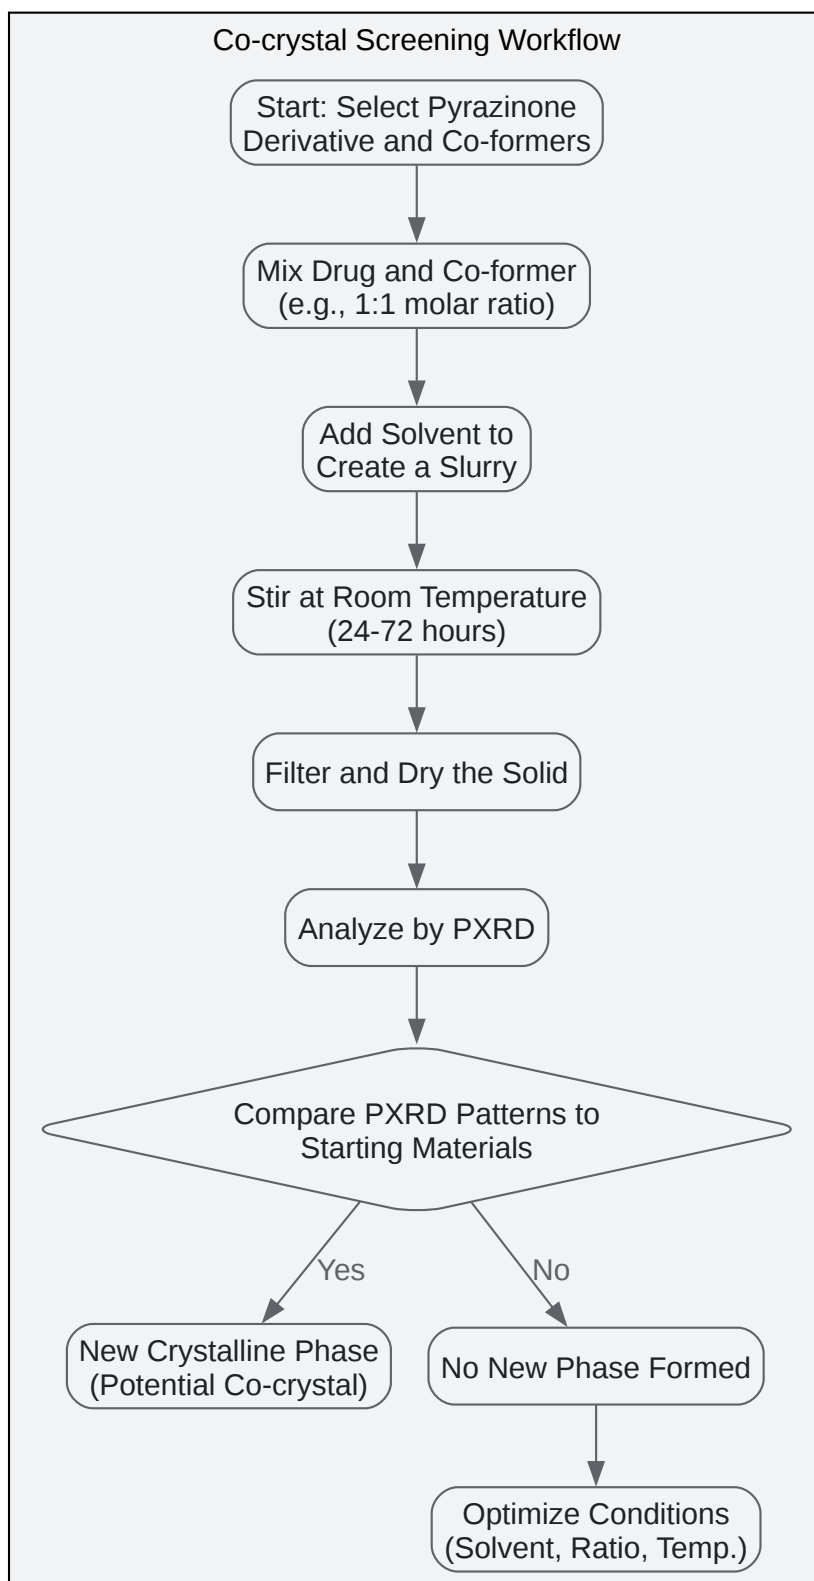 Co-crystal Screening Workflow
Start: Select Pyrazinone
Derivative and Co-formers
Mix Drug and Co-former
(e.g., 1:1 molar ratio)
Add Solvent to
Create a Slurry
Stir at Room Temperature
(24-72 hours)
Filter and Dry the Solid
Analyze by PXRD
Compare PXRD Patterns to
Starting Materials
Yes
No
New Crystalline Phase
(Potential Co-crystal)
No New Phase Formed
Optimize Conditions
(Solvent, Ratio, Temp.)